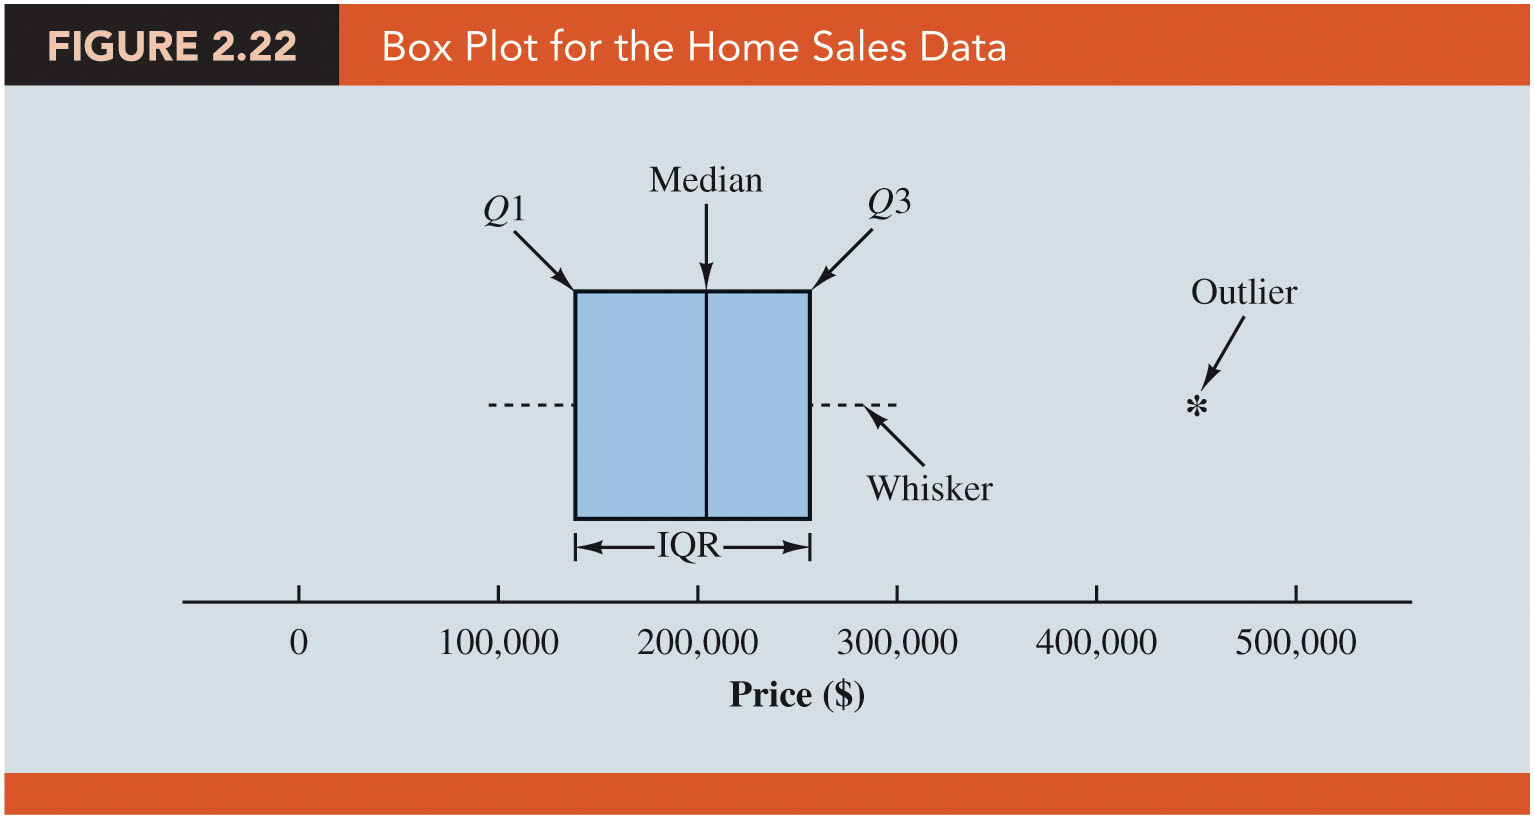 FIGURE 2.22 Box Plot for the Home Sales Data
Median
Q1
Q3
Outlier
*
Whisker
IQR
0 100,000 200,000 300,000 400,000 500,000
Price ($)